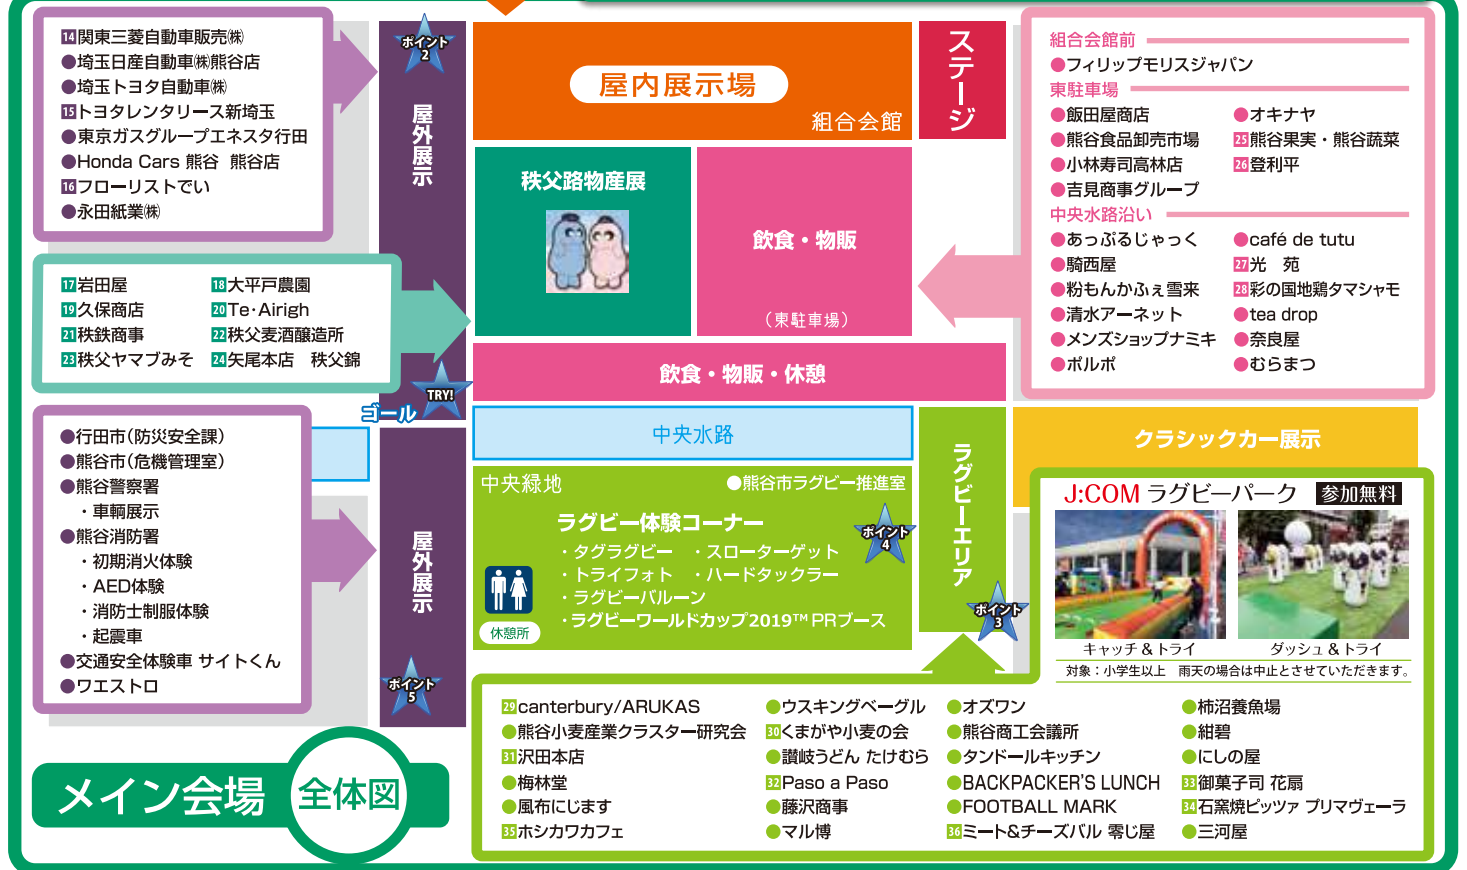 14関東三菱自動車販売㈱
●埼玉日産自動車㈱熊谷店
●埼玉トヨタ自動車㈱
15トヨタレンタリース新埼玉
●東京ガスグループエネスタ行田
●Honda Cars 熊谷 熊谷店
16フローリストでい
●永田紙業㈱
17岩田屋 18大平戸農園
19久保商店 20Te・Airigh
21秩鉄商事 22秩父麦酒醸造所
23秩父ヤマブみそ 24矢尾本店 秩父錦
●行田市(防災安全課)
●熊谷市(危機管理室)
●熊谷警察署
・車輌展示
●熊谷消防署
・初期消火体験
・AED体験
・消防士制服体験
・起震車
●交通安全体験車 サイトくん
●ワエストロ
ポイント
2
屋外展示
TRY!
ゴール
屋外展示
ポイント
5
屋内展示場
組合会館
ステージ
秩父路物産展
飲食・物販
(東駐車場)
飲食・物販・休憩
中央水路
中央緑地
●熊谷市ラグビー推進室
ラグビー体験コーナー
・タグラグビー ・スローターゲット
・トライフォト ・ハードタックラー
・ラグビーバルーン
・ラグビーワールドカップ2019™PRブース
休憩所
ポイント
4
ラグビーエリア
ポイント
3
組合会館前
●フィリップモリスジャパン
東駐車場
●飯田屋商店 ●オキナヤ
●熊谷食品卸売市場 25熊谷果実・熊谷蔬菜
●小林寿司高林店 26登利平
●吉見商事グループ
中央水路沿い
●あっぷるじゃっく ●café de tutu
●騎西屋 27光 苑
●粉もんかふぇ雪来 28彩の国地鶏タマシャモ
●清水アーネット ●tea drop
●メンズショップナミキ ●奈良屋
●ポルポ ●むらまつ
クラシックカー展示
J:COM ラグビーパーク 参加無料
キャッチ＆トライ ダッシュ＆トライ
対象：小学生以上 雨天の場合は中止とさせていただきます。
29canterbury/ARUKAS ●ウスキングベーグル ●オズワン ●柿沼養魚場
●熊谷小麦産業クラスター研究会 30くまがや小麦の会 ●熊谷商工会議所 ●紺碧
31沢田本店 ●讃岐うどん たけむら ●タンドールキッチン ●にしの屋
●梅林堂 32Paso a Paso ●BACKPACKER'S LUNCH 33御菓子司 花扇
●風布にじます ●藤沢商事 ●FOOTBALL MARK 34石窯焼ピッツァ プリマヴェーラ
35ホシカワカフェ ●マル博 36ミート&チーズバル 零じ屋 ●三河屋
メイン会場 全体図